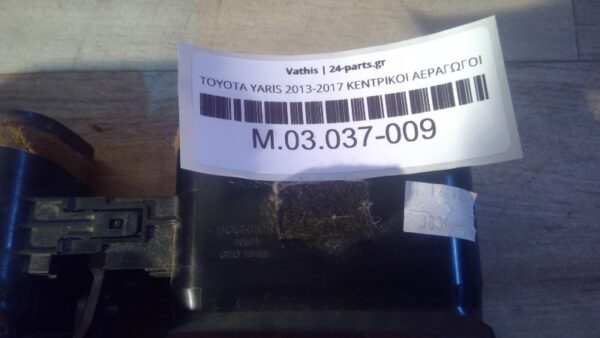 Vathis | 24-parts.gr
TOYOTA YARIS 2013-2017 ΚΕΝΤΡΙΚΟΙ ΑΕΡΑΓΩΓΟΙ
M.03.037-009